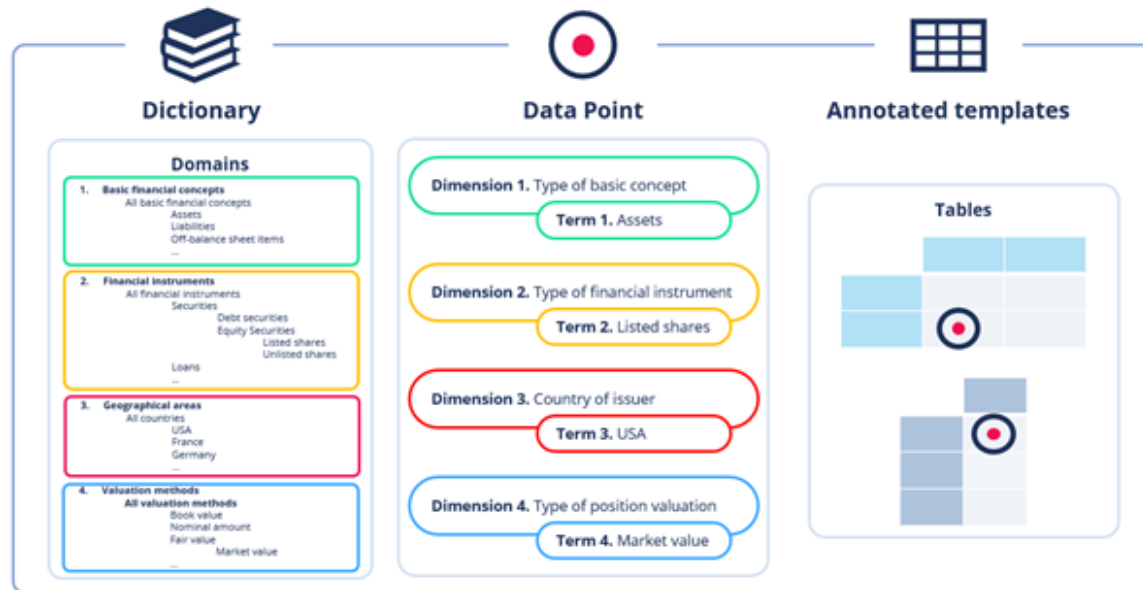 Dictionary
Domains
1. Basic financial concepts
All basic financial concepts
Assets
Liabilities
Off-balance sheet items
...
2. Financial instruments
All financial instruments
Securities
Debt securities
Equity Securities
Listed shares
Unlisted shares
Loans
...
3. Geographical areas
All countries
USA
France
Germany
...
4. Valuation methods
All valuation methods
Book value
Nominal amount
Fair value
Market value
...
Data Point
Dimension 1. Type of basic concept
Term 1. Assets
Dimension 2. Type of financial instrument
Term 2. Listed shares
Dimension 3. Country of issuer
Term 3. USA
Dimension 4. Type of position valuation
Term 4. Market value
Annotated templates
Tables